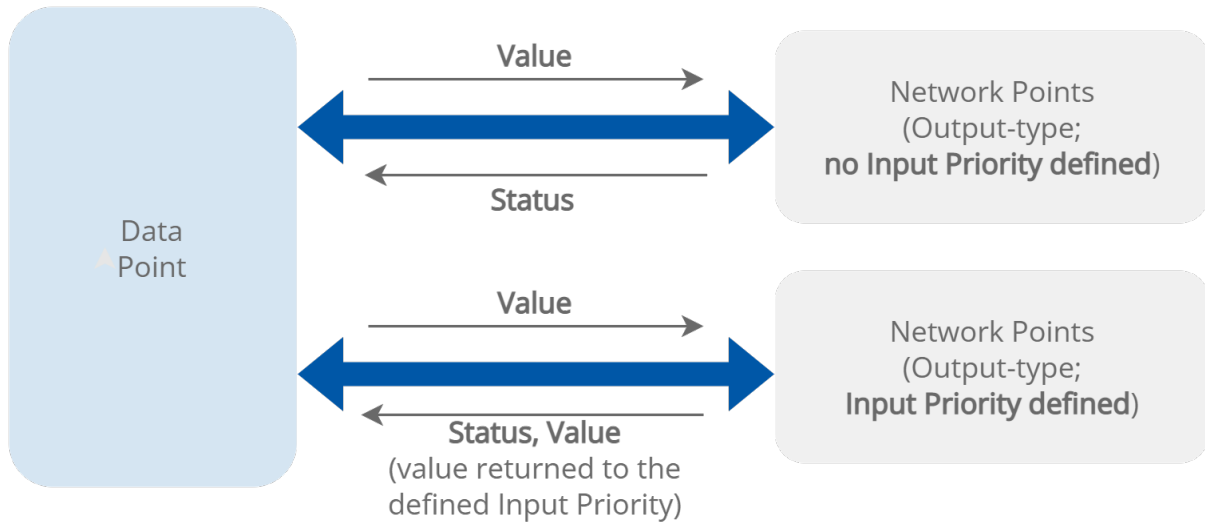 Data
Point
Value
Status
Network Points
(Output-type;
no Input Priority defined)
Value
Status, Value
(value returned to the
defined Input Priority)
Network Points
(Output-type;
Input Priority defined)